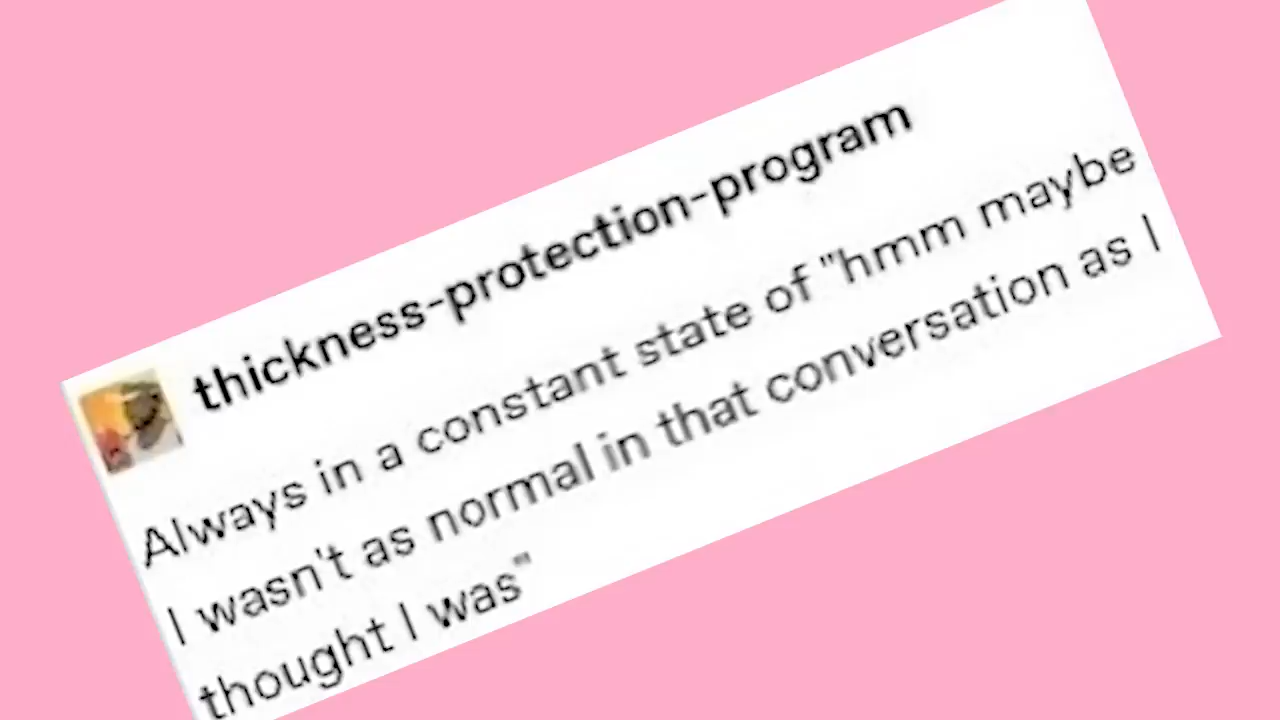 thickness-protection-program
Always in a constant state of "hmm maybe
I wasn't as normal in that conversation as I
thought I was"